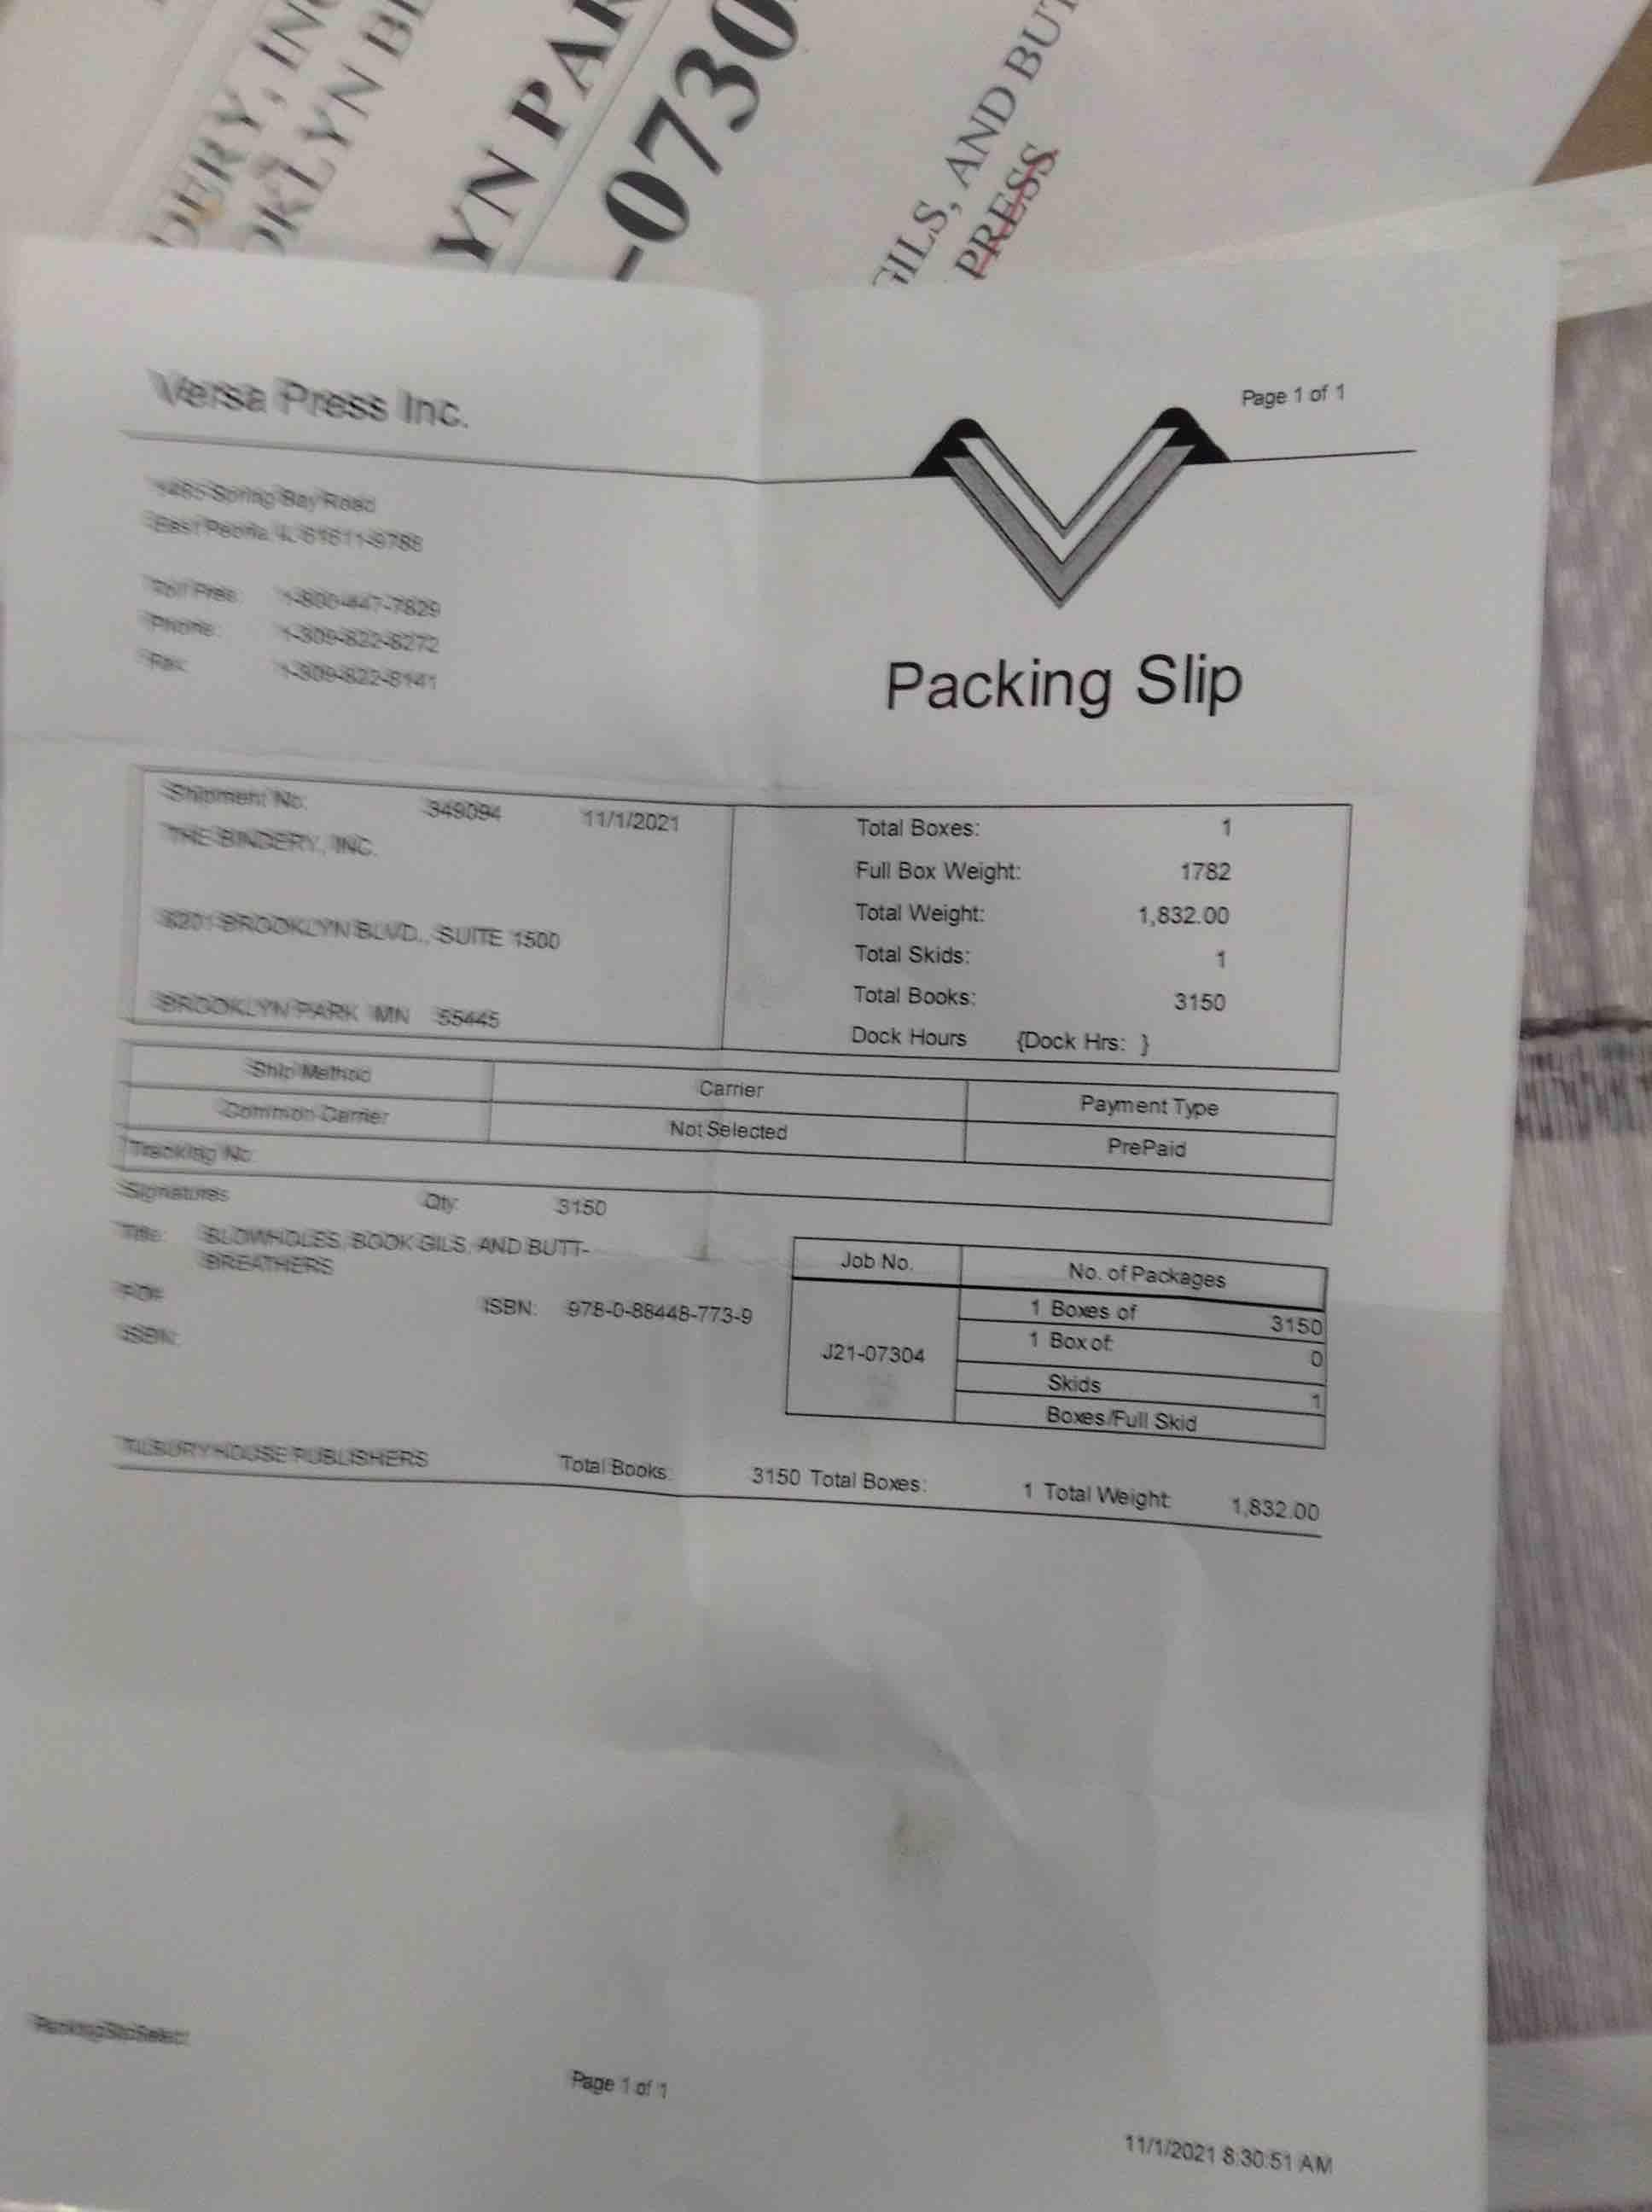 DERY, INC
OKLYN BL
YN PAR
-0730
GILS, AND BUT
PRESS
Versa Press Inc.
Page 1 of 1
Spring Bay Road
East Peoria IL 61611-9788
Toll Free 1-800-447-7829
Phone: 1-309-822-8272
Fax: 1-309-822-8141
Packing Slip
Shipment No: 349094 11/1/2021
THE BINDERY, INC.
8201 BROOKLYN BLVD., SUITE 1500
BROOKLYN PARK MN 55445
Total Boxes: 1
Full Box Weight: 1782
Total Weight: 1,832.00
Total Skids: 1
Total Books: 3150
Dock Hours {Dock Hrs: }
Ship Method Carrier Payment Type
Common Carrier Not Selected PrePaid
Tracking No
Signatures Qty: 3150
Title: BLOWHOLES, BOOK GILS, AND BUTT-
BREATHERS
PO#
ISBN: 978-0-88448-773-9
ISBN:
Job No. No. of Packages
J21-07304
1 Boxes of 3150
1 Box of: 0
Skids 1
Boxes/Full Skid
TILBURY HOUSE PUBLISHERS Total Books: 3150 Total Boxes: 1 Total Weight: 1,832.00
PackingSlipSelect
Page 1 of 1
11/1/2021 8:30:51 AM